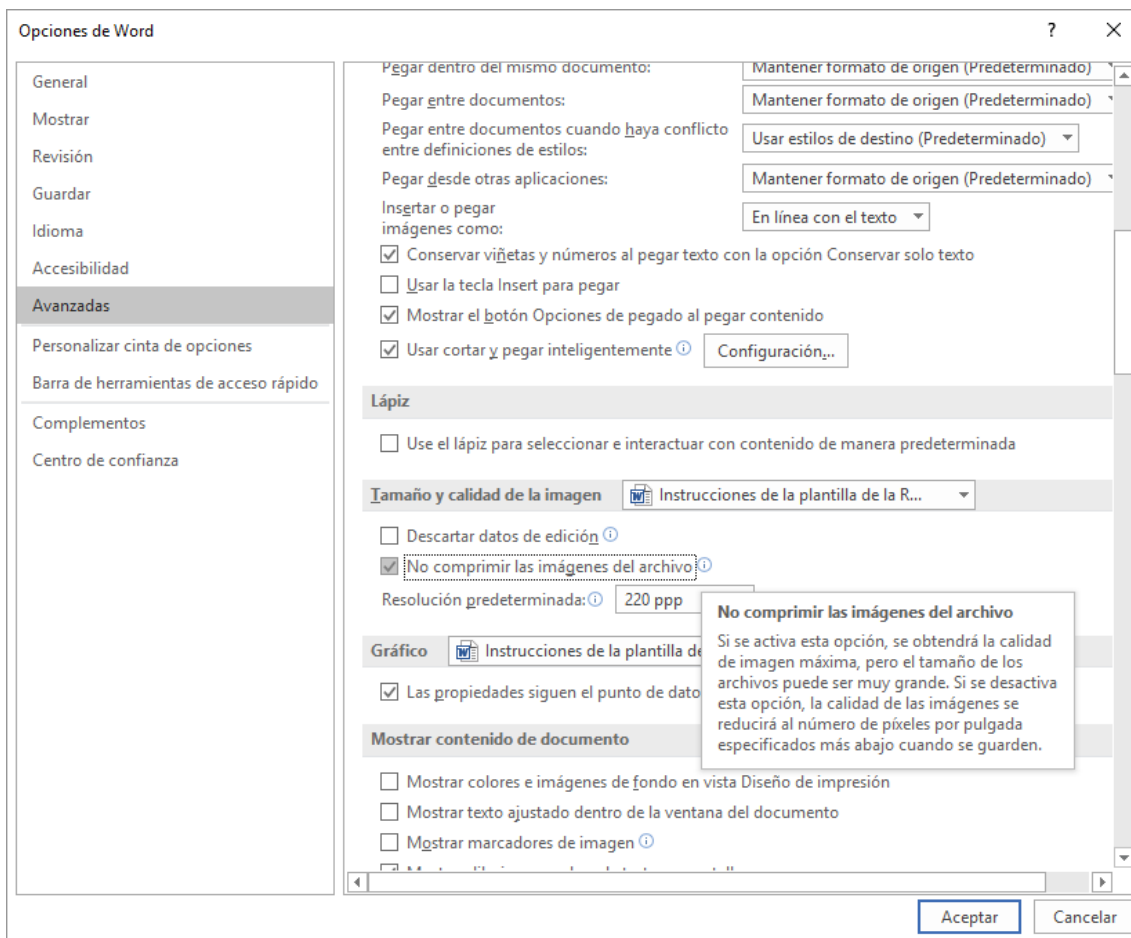 Opciones de Word
?
General
Mostrar
Revisión
Guardar
Idioma
Accesibilidad
Avanzadas
Personalizar cinta de opciones
Barra de herramientas de acceso rápido
Complementos
Centro de confianza
Pegar dentro del mismo documento: Mantener formato de origen (Predeterminado)
Pegar entre documentos: Mantener formato de origen (Predeterminado)
Pegar entre documentos cuando haya conflicto
entre definiciones de estilos: Usar estilos de destino (Predeterminado)
Pegar desde otras aplicaciones: Mantener formato de origen (Predeterminado)
Insertar o pegar
imágenes como: En línea con el texto
Conservar viñetas y números al pegar texto con la opción Conservar solo texto
Usar la tecla Insert para pegar
Mostrar el botón Opciones de pegado al pegar contenido
Usar cortar y pegar inteligentemente Configuración...
Lápiz
Use el lápiz para seleccionar e interactuar con contenido de manera predeterminada
Tamaño y calidad de la imagen Instrucciones de la plantilla de la R...
Descartar datos de edición
No comprimir las imágenes del archivo
Resolución predeterminada: 220 ppp
No comprimir las imágenes del archivo
Si se activa esta opción, se obtendrá la calidad
de imagen máxima, pero el tamaño de los
archivos puede ser muy grande. Si se desactiva
esta opción, la calidad de las imágenes se
reducirá al número de píxeles por pulgada
especificados más abajo cuando se guarden.
Gráfico Instrucciones de la plantilla de
Las propiedades siguen el punto de dato
Mostrar contenido de documento
Mostrar colores e imágenes de fondo en vista Diseño de impresión
Mostrar texto ajustado dentro de la ventana del documento
Mostrar marcadores de imagen
Aceptar
Cancelar